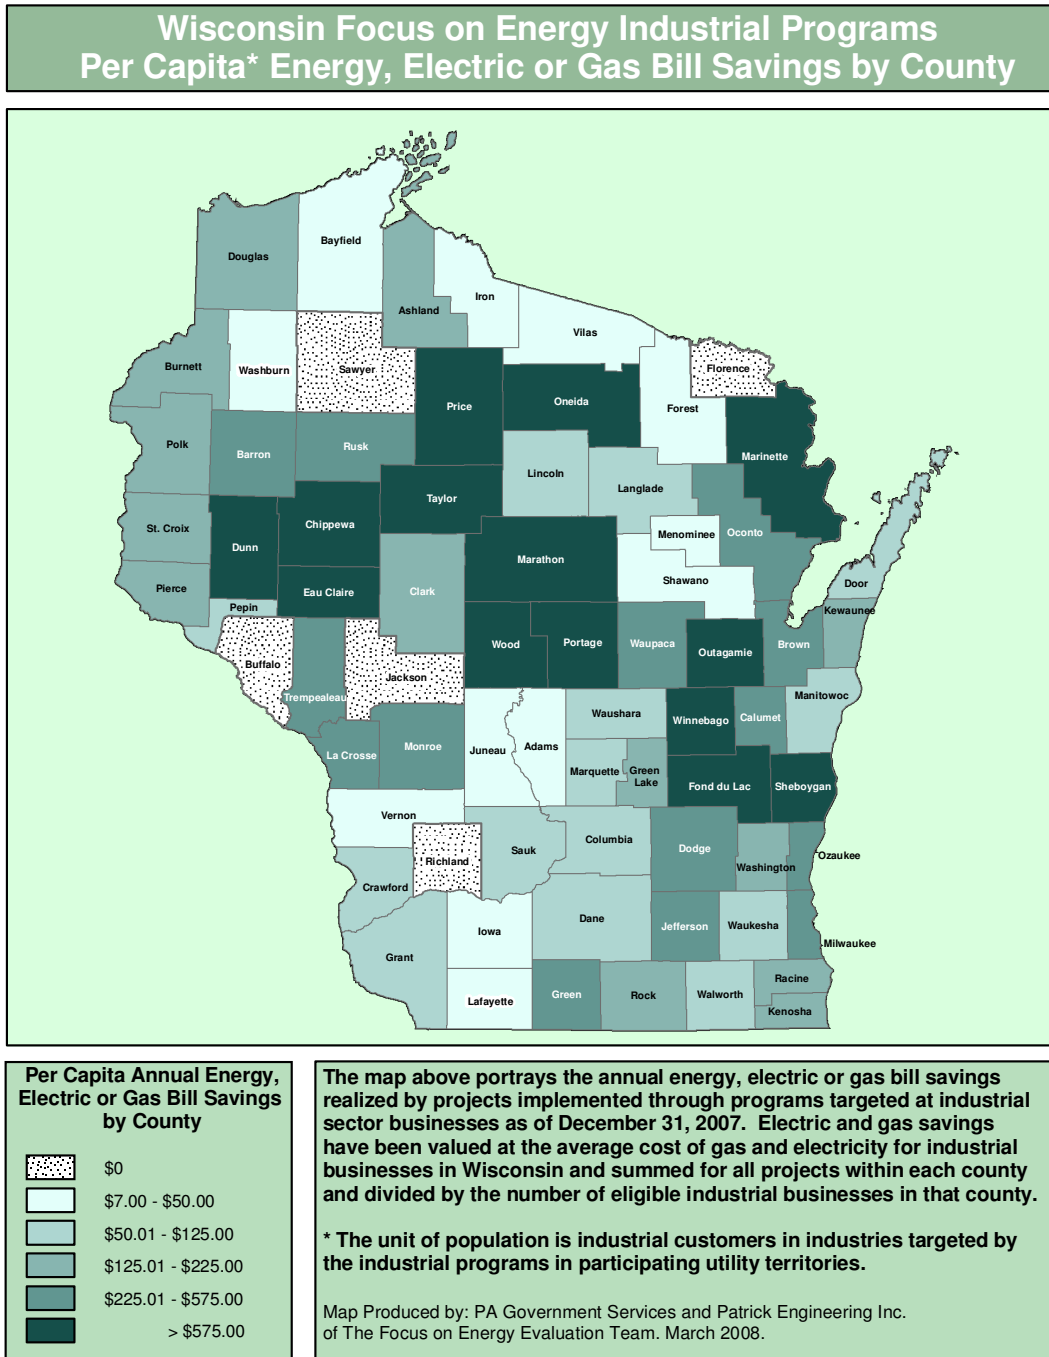 Wisconsin Focus on Energy Industrial Programs
Per Capita* Energy, Electric or Gas Bill Savings by County
Bayfield
Douglas
Iron
Ashland
Vilas
Burnett
Washburn
Sawyer
Florence
Price
Oneida
Forest
Polk
Barron
Rusk
Marinette
Lincoln
Langlade
Taylor
St. Croix
Chippewa
Dunn
Menominee
Oconto
Marathon
Shawano
Door
Pierce
Eau Claire
Clark
Pepin
Kewaunee
Wood
Portage
Waupaca
Outagamie
Brown
Buffalo
Jackson
Trempealeau
Manitowoc
Waushara
Winnebago
Calumet
La Crosse
Monroe
Juneau
Adams
Marquette
Green
Lake
Fond du Lac
Sheboygan
Vernon
Richland
Sauk
Columbia
Dodge
Washington
Ozaukee
Crawford
Iowa
Dane
Jefferson
Waukesha
Milwaukee
Grant
Lafayette
Green
Rock
Walworth
Racine
Kenosha
Per Capita Annual Energy,
Electric or Gas Bill Savings
by County
$0
$7.00 - $50.00
$50.01 - $125.00
$125.01 - $225.00
$225.01 - $575.00
> $575.00
The map above portrays the annual energy, electric or gas bill savings
realized by projects implemented through programs targeted at industrial
sector businesses as of December 31, 2007. Electric and gas savings
have been valued at the average cost of gas and electricity for industrial
businesses in Wisconsin and summed for all projects within each county
and divided by the number of eligible industrial businesses in that county.
* The unit of population is industrial customers in industries targeted by
the industrial programs in participating utility territories.
Map Produced by: PA Government Services and Patrick Engineering Inc.
of The Focus on Energy Evaluation Team. March 2008.